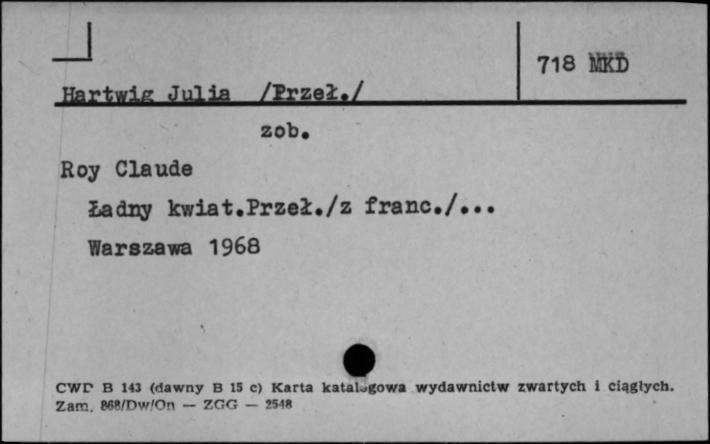 718 MKD
Hartwig Julia /Przeł./
zob.
Roy Claude
Ładny kwiat.Przeł./z franc./...
Warszawa 1968
CWD B 143 (dawny B 15 c) Karta katalogowa wydawnictw zwartych i ciągłych.
Zam. 868/Dw/On — ZGG — 2548